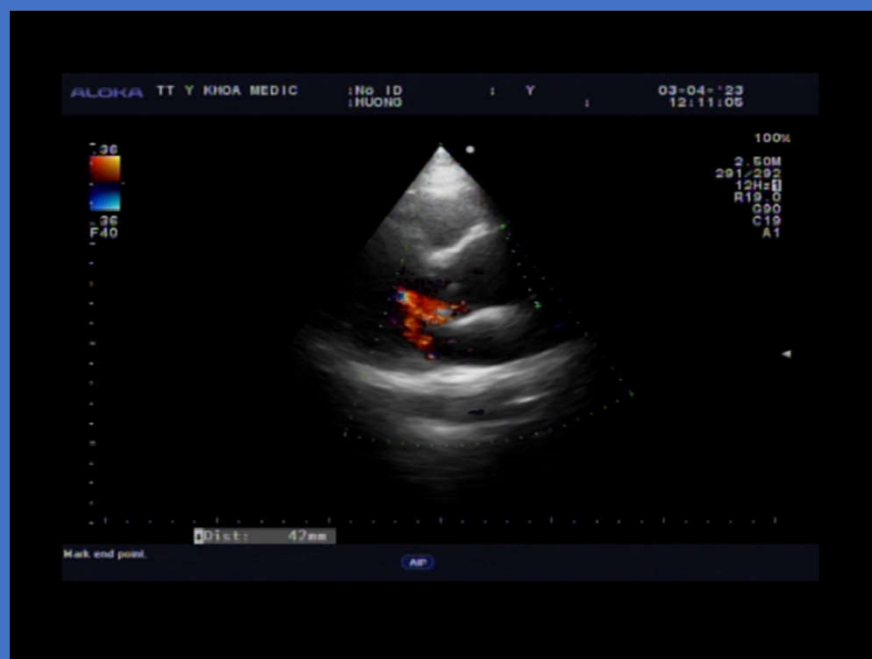 ALOKA TT Y KHOA MEDIC :No ID : Y 03-04-'23
:HUONG : 12:11:05
100%
.36
2.50M
291/292
12Hz1
R19.0
.36 G90
F40 C19
A1
Dist: 42mm
Mark end point.
AIP